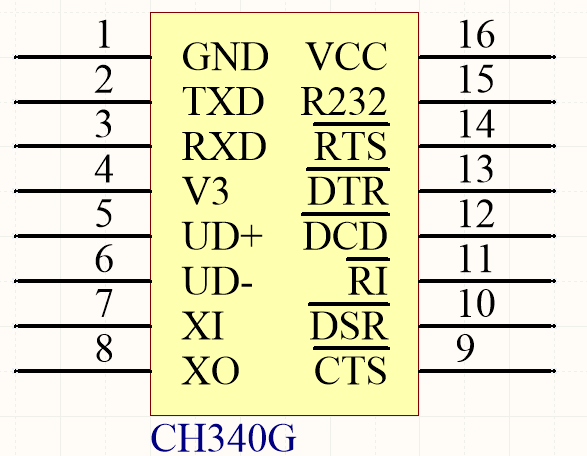 1 GND VCC 16
2 TXD R232 15
3 RXD RTS 14
4 V3 DTR 13
5 UD+ DCD 12
6 UD- RI 11
7 XI DSR 10
8 XO CTS 9
CH340G